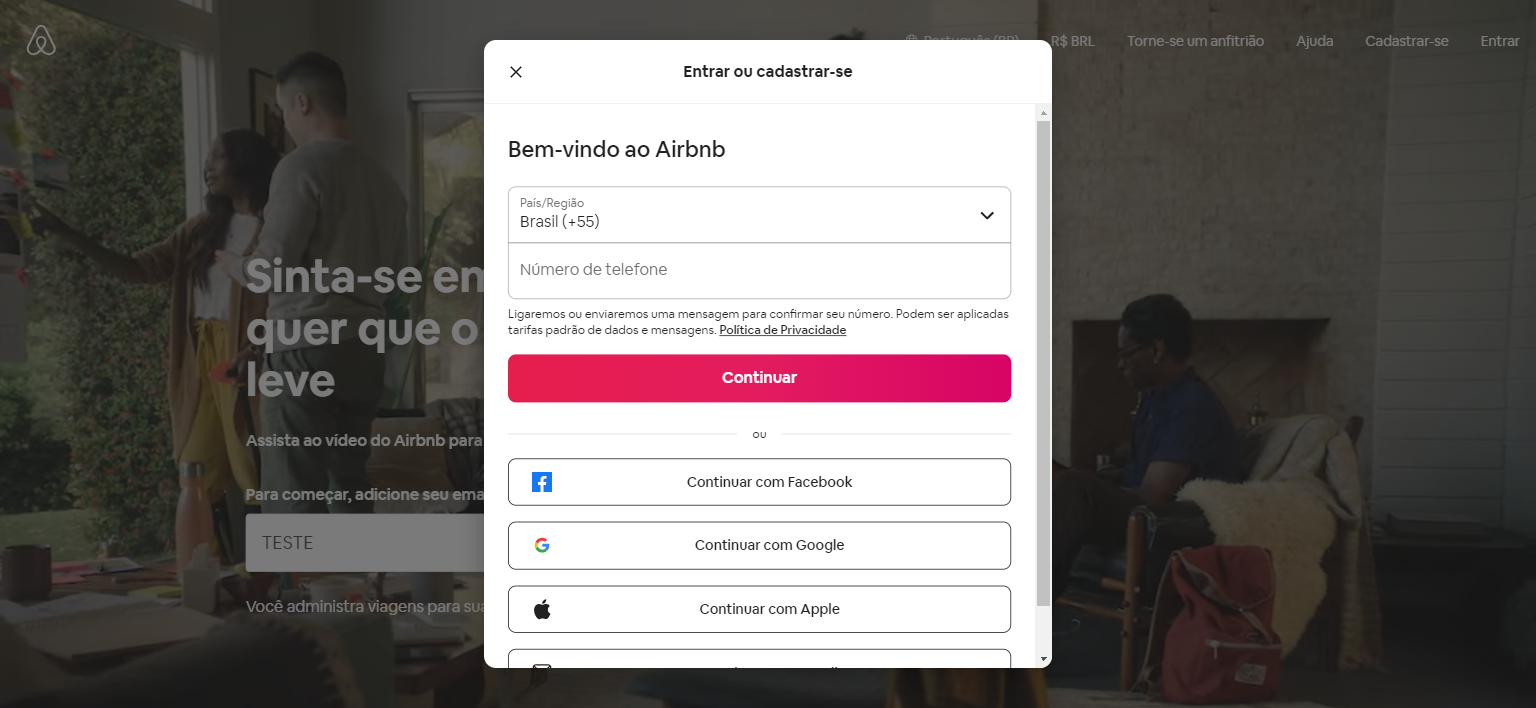 Português (BR)
R$ BRL
Torne-se um anfitrião
Ajuda
Cadastrar-se
Entrar
Entrar ou cadastrar-se
Bem-vindo ao Airbnb
País/Região
Brasil (+55)
Número de telefone
Ligaremos ou enviaremos uma mensagem para confirmar seu número. Podem ser aplicadas
tarifas padrão de dados e mensagens. Política de Privacidade
Continuar
ou
Continuar com Facebook
Continuar com Google
Continuar com Apple
Sinta-se em
quer que o
leve
Assista ao vídeo do Airbnb para
Para começar, adicione seu ema
TESTE
Você administra viagens para sua